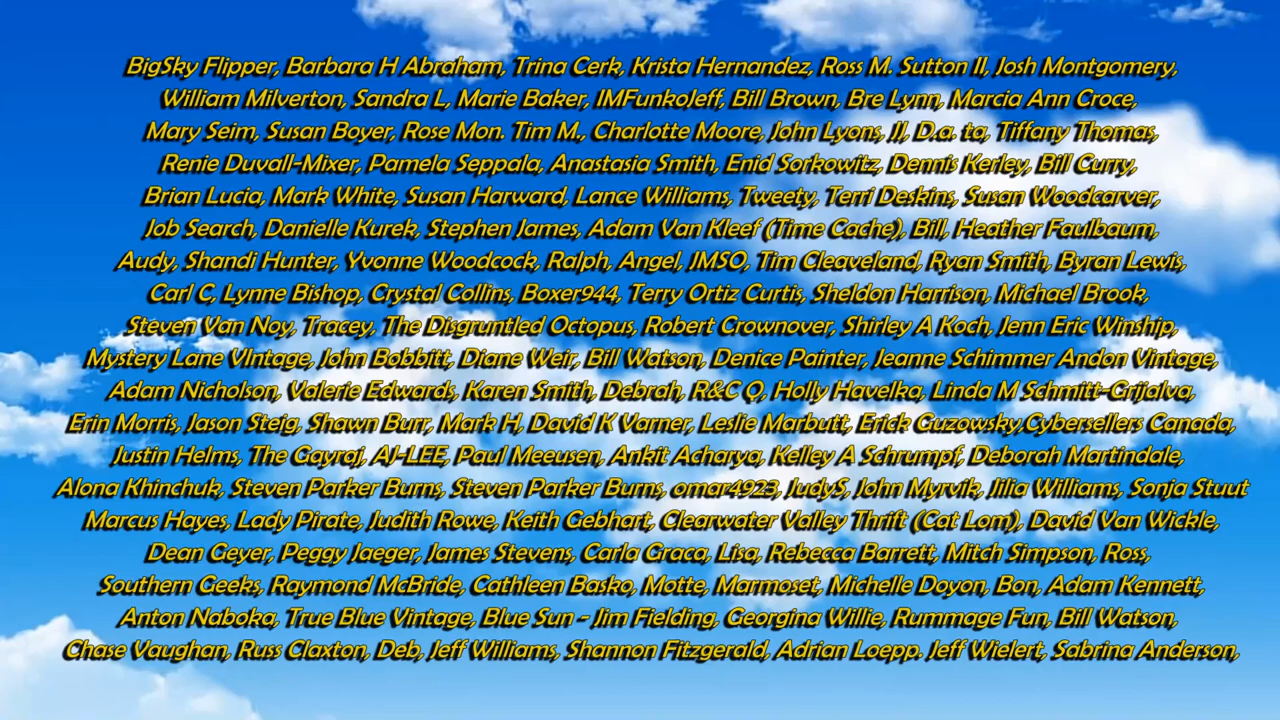 BigSky Flipper, Barbara H Abraham, Trina Cerk, Krista Hernandez, Ross M. Sutton II, Josh Montgomery,
William Milverton, Sandra L, Marie Baker, IMFunkoJeff, Bill Brown, Bre Lynn, Marcia Ann Croce,
Mary Seim, Susan Boyer, Rose Mon. Tim M., Charlotte Moore, John Lyons, JJ, D.a. ta, Tiffany Thomas,
Renie Duvall-Mixer, Pamela Seppala, Anastasia Smith, Enid Sorkowitz, Dennis Kerley, Bill Curry,
Brian Lucia, Mark White, Susan Harward, Lance Williams, Tweety, Terri Deskins, Susan Woodcarver,
Job Search, Danielle Kurek, Stephen James, Adam Van Kleef (Time Cache), Bill, Heather Faulbaum,
Audy, Shandi Hunter, Yvonne Woodcock, Ralph, Angel, JMSO, Tim Cleaveland, Ryan Smith, Byran Lewis,
Carl C, Lynne Bishop, Crystal Collins, Boxer944, Terry Ortiz Curtis, Sheldon Harrison, Michael Brook,
Steven Van Noy, Tracey, The Disgruntled Octopus, Robert Crownover, Shirley A Koch, Jenn Eric Winship,
Mystery Lane VIntage, John Bobbitt, Diane Weir, Bill Watson, Denice Painter, Jeanne Schimmer Andon Vintage,
Adam Nicholson, Valerie Edwards, Karen Smith, Debrah, R&C Q, Holly Havelka, Linda M Schmitt-Grijalva,
Erin Morris, Jason Steig, Shawn Burr, Mark H, David K Varner, Leslie Marbutt, Erick Guzowsky,Cybersellers Canada,
Justin Helms, The Gayraj, AJ-LEE, Paul Meeusen, Ankit Acharya, Kelley A Schrumpf, Deborah Martindale,
Alona Khinchuk, Steven Parker Burns, Steven Parker Burns, omar4923, JudyS, John Myrvik, Jilia Williams, Sonja Stuut
Marcus Hayes, Lady Pirate, Judith Rowe, Keith Gebhart, Clearwater Valley Thrift (Cat Lom), David Van Wickle,
Dean Geyer, Peggy Jaeger, James Stevens, Carla Graca, Lisa, Rebecca Barrett, Mitch Simpson, Ross,
Southern Geeks, Raymond McBride, Cathleen Basko, Motte, Marmoset, Michelle Doyon, Bon, Adam Kennett,
Anton Naboka, True Blue Vintage, Blue Sun - Jim Fielding, Georgina Willie, Rummage Fun, Bill Watson,
Chase Vaughan, Russ Claxton, Deb, Jeff Williams, Shannon Fitzgerald, Adrian Loepp. Jeff Wielert, Sabrina Anderson,